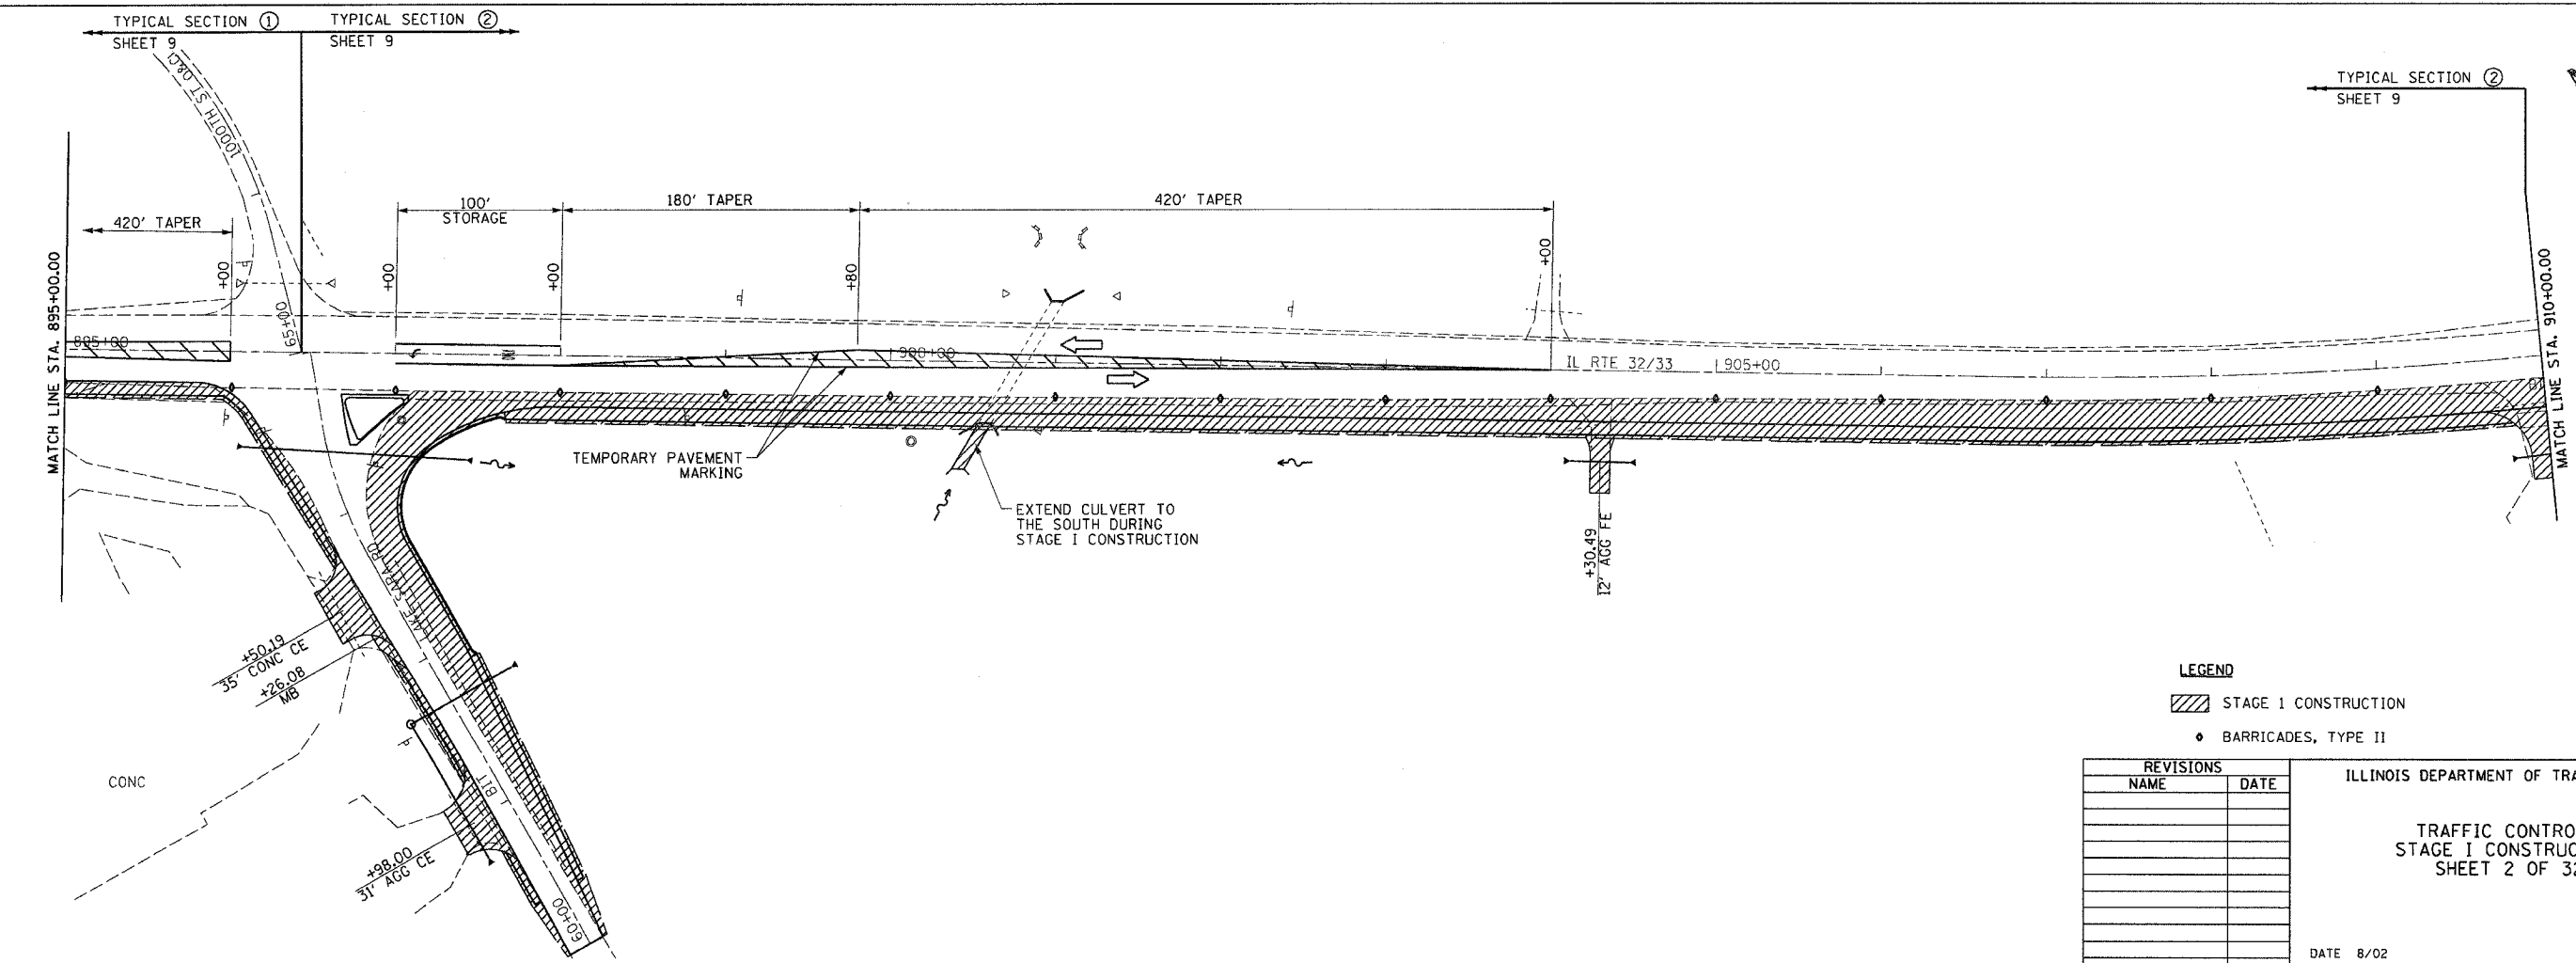 TYPICAL SECTION ①
SHEET 9
TYPICAL SECTION ②
SHEET 9
TYPICAL SECTION ②
SHEET 9
1000TH ST O&C
420' TAPER
100'
STORAGE
180' TAPER
420' TAPER
+00
+00
+00
+80
+00
MATCH LINE STA. 895+00.00
895+00
65+00
900+00
IL RTE 32/33
905+00
MATCH LINE STA. 910+00.00
TEMPORARY PAVEMENT
MARKING
EXTEND CULVERT TO
THE SOUTH DURING
STAGE I CONSTRUCTION
+30.49
12' AGG FE
LAKE SARA RD
+50.19
35' CONC CE
+26.08
MB
BIT
CONC
+98.00
31' AGG CE
60+00
LEGEND
STAGE 1 CONSTRUCTION
BARRICADES, TYPE II
REVISIONS
NAME DATE
ILLINOIS DEPARTMENT OF TRA
TRAFFIC CONTRO
STAGE I CONSTRUC
SHEET 2 OF 32
DATE 8/02